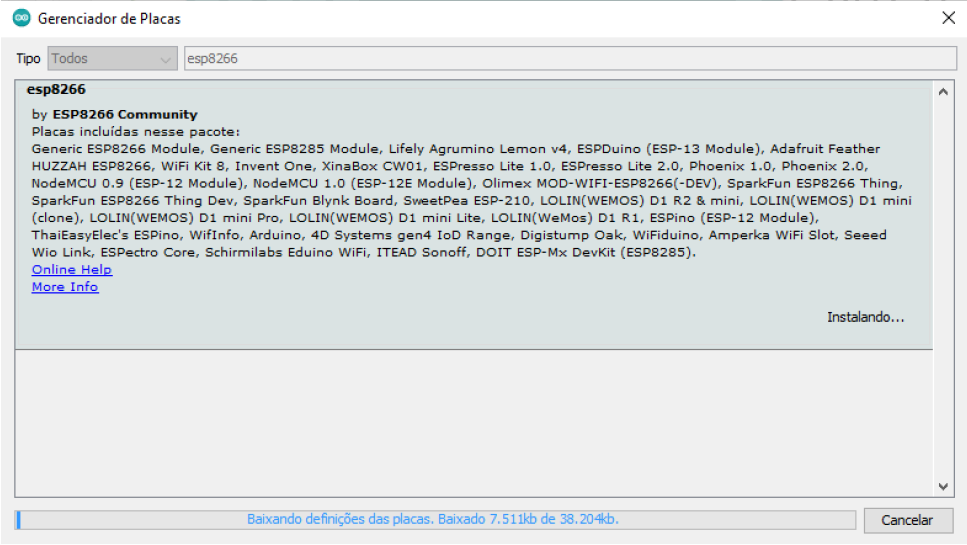 Gerenciador de Placas
Tipo Todos esp8266
esp8266
by ESP8266 Community
Placas incluídas nesse pacote:
Generic ESP8266 Module, Generic ESP8285 Module, Lifely Agrumino Lemon v4, ESPDuino (ESP-13 Module), Adafruit Feather
HUZZAH ESP8266, WiFi Kit 8, Invent One, XinaBox CW01, ESPresso Lite 1.0, ESPresso Lite 2.0, Phoenix 1.0, Phoenix 2.0,
NodeMCU 0.9 (ESP-12 Module), NodeMCU 1.0 (ESP-12E Module), Olimex MOD-WIFI-ESP8266(-DEV), SparkFun ESP8266 Thing,
SparkFun ESP8266 Thing Dev, SparkFun Blynk Board, SweetPea ESP-210, LOLIN(WEMOS) D1 R2 & mini, LOLIN(WEMOS) D1 mini
(clone), LOLIN(WEMOS) D1 mini Pro, LOLIN(WEMOS) D1 mini Lite, LOLIN(WeMos) D1 R1, ESPino (ESP-12 Module),
ThaiEasyElec's ESPino, WifInfo, Arduino, 4D Systems gen4 IoD Range, Digistump Oak, WiFiduino, Amperka WiFi Slot, Seeed
Wio Link, ESPectro Core, Schirmilabs Eduino WiFi, ITEAD Sonoff, DOIT ESP-Mx DevKit (ESP8285).
Online Help
More Info
Instalando...
Baixando definições das placas. Baixado 7.511kb de 38.204kb.
Cancelar